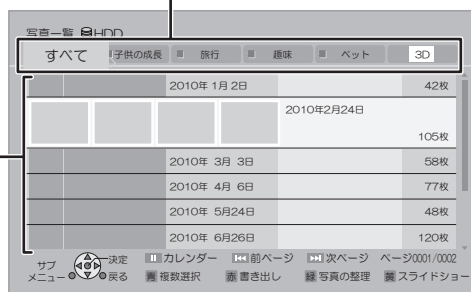 写真一覧 HDD
すべて 子供の成長 旅行 趣味 ペット 3D
2010年 1月 2日 42枚
2010年2月24日
105枚
2010年 3月 3日 58枚
2010年 4月 6日 77枚
2010年 5月24日 48枚
2010年 6月26日 120枚
サブメニュー 決定 戻る
カレンダー 前ページ 次ページ ページ0001/0002
青 複数選択 赤 書き出し 緑 写真の整理 黄 スライドショー